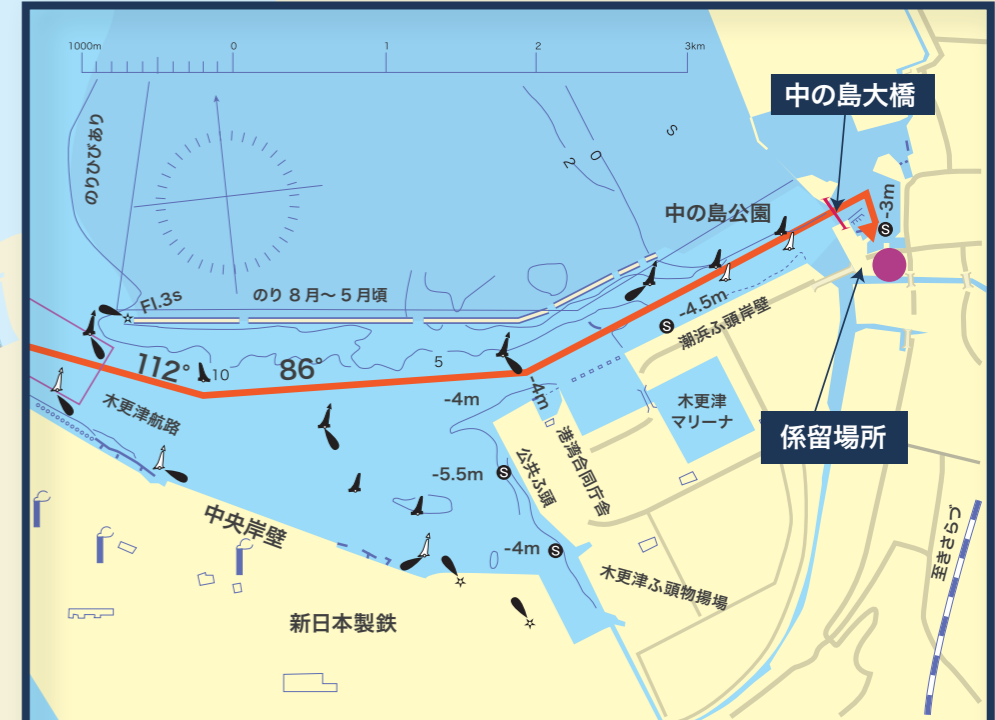 1000m 0 1 2 3km
中の島大橋
のりひびあり
S
2 0
中の島公園
-3m
S
Fl.3s
のり 8月〜5月頃
-4.5m
S
潮浜ふ頭岸壁
112° 10 86° 5
-4m
-4m
木更津航路
木更津
マリーナ
係留場所
港湾合同庁舎
公共ふ頭
-5.5m S
中央岸壁
-4m S
木更津ふ頭物揚場
至きさらづ
新日本製鉄